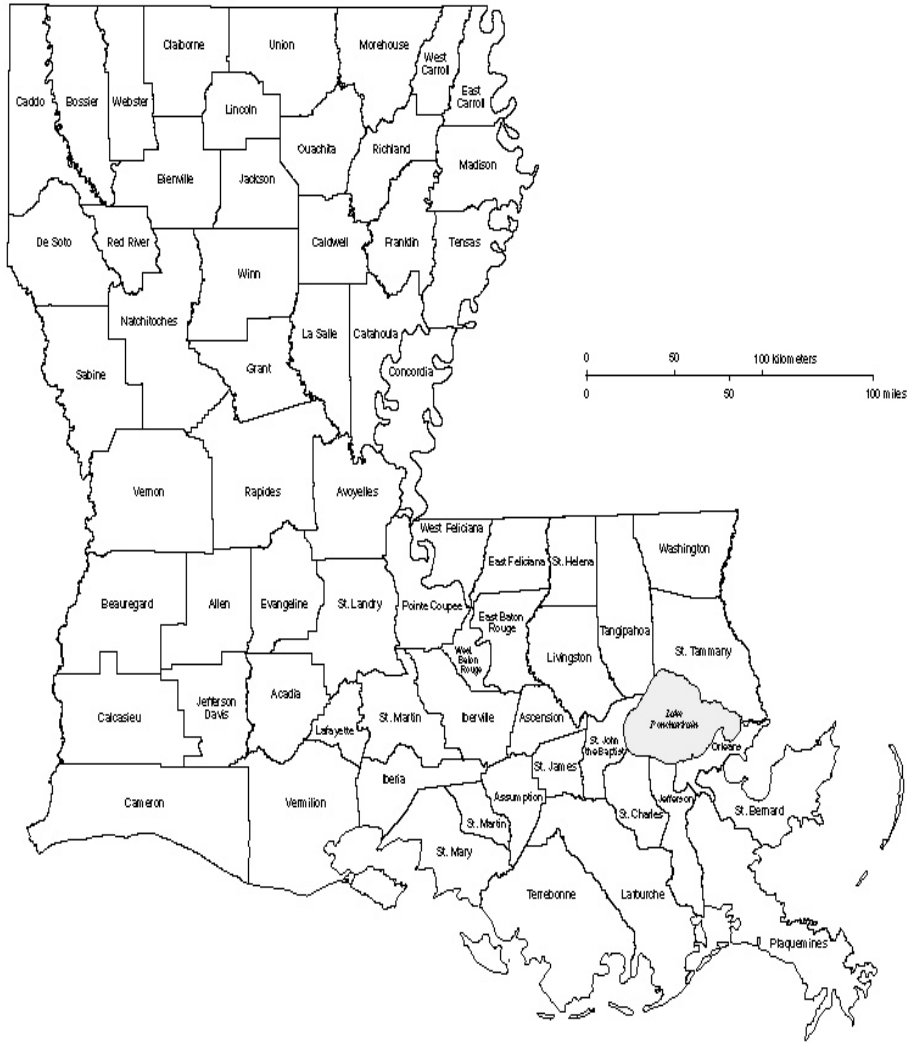 Claiborne
Union
Morehouse
West
Carroll
East
Carroll
Caddo
Bossier
Webster
Lincoln
Ouachita
Richland
Madison
Bienville
Jackson
De Soto
Red River
Caldwell
Franklin
Tensas
Winn
Natchitoches
La Salle
Catahoula
Sabine
Grant
Concordia
0 50 100 kilometers
0 50 100 miles
Vernon
Rapides
Avoyelles
West Feliciana
East Feliciana
St. Helena
Washington
Beauregard
Allen
Evangeline
St. Landry
Pointe Coupee
East Baton
Rouge
Tangipahoa
West
Baton
Rouge
Livingston
St. Tammany
Calcasieu
Jefferson
Davis
Acadia
Lafayette
St. Martin
Iberville
Ascension
Lake
Ponchartrain
St. John
the Baptist
Orleans
St. James
Iberia
Cameron
Vermilion
Assumption
Jefferson
St. Bernard
St. Martin
St. Charles
St. Mary
Terrebonne
Lafourche
Plaquemines